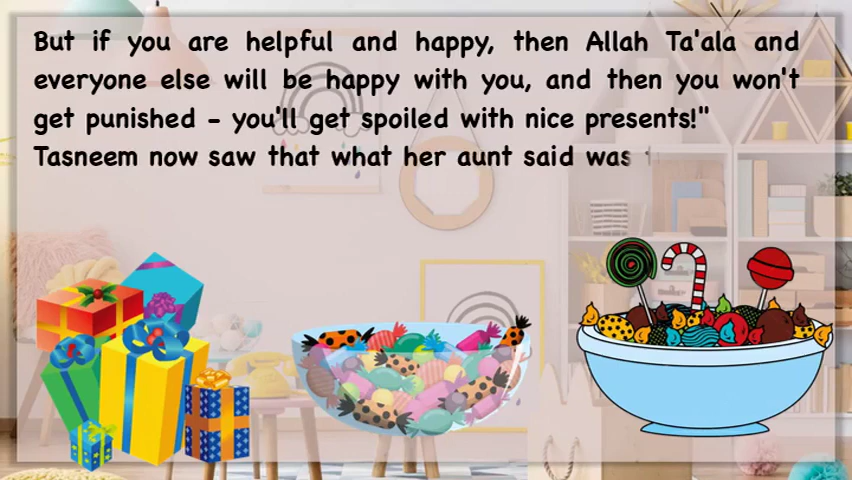 But if you are helpful and happy, then Allah Ta'ala and
everyone else will be happy with you, and then you won't
get punished - you'll get spoiled with nice presents!"
Tasneem now saw that what her aunt said was